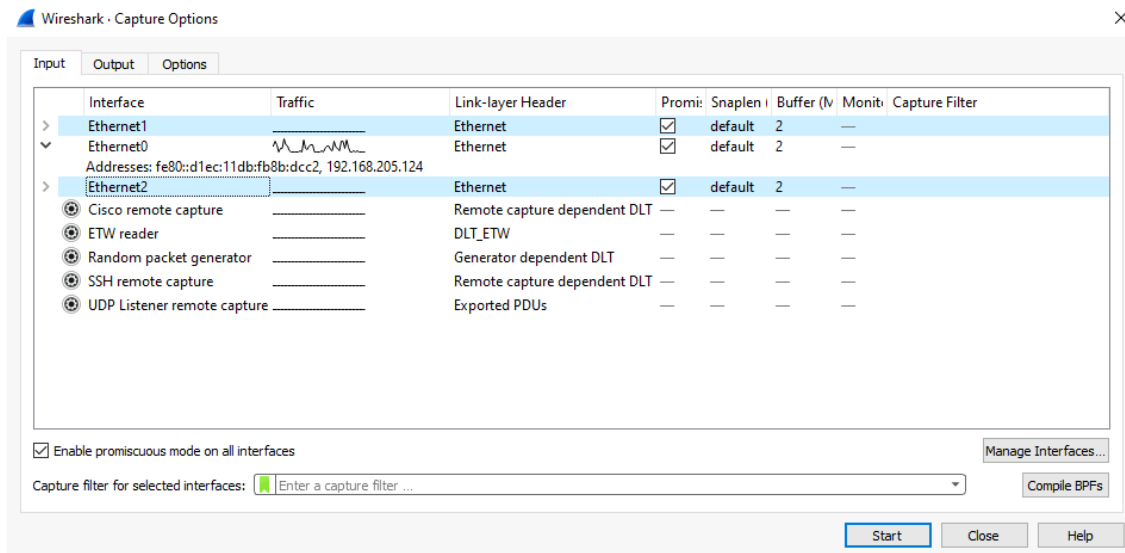 Wireshark · Capture Options
Input Output Options
Interface Traffic Link-layer Header Promi: Snaplen ( Buffer (M Monit Capture Filter
Ethernet1 Ethernet default 2 —
Ethernet0 Ethernet default 2 —
Addresses: fe80::d1ec:11db:fb8b:dcc2, 192.168.205.124
Ethernet2 Ethernet default 2 —
Cisco remote capture Remote capture dependent DLT — — — —
ETW reader DLT_ETW — — — —
Random packet generator Generator dependent DLT — — — —
SSH remote capture Remote capture dependent DLT — — — —
UDP Listener remote capture Exported PDUs — — — —
Enable promiscuous mode on all interfaces Manage Interfaces...
Capture filter for selected interfaces: Enter a capture filter ... Compile BPFs
Start Close Help